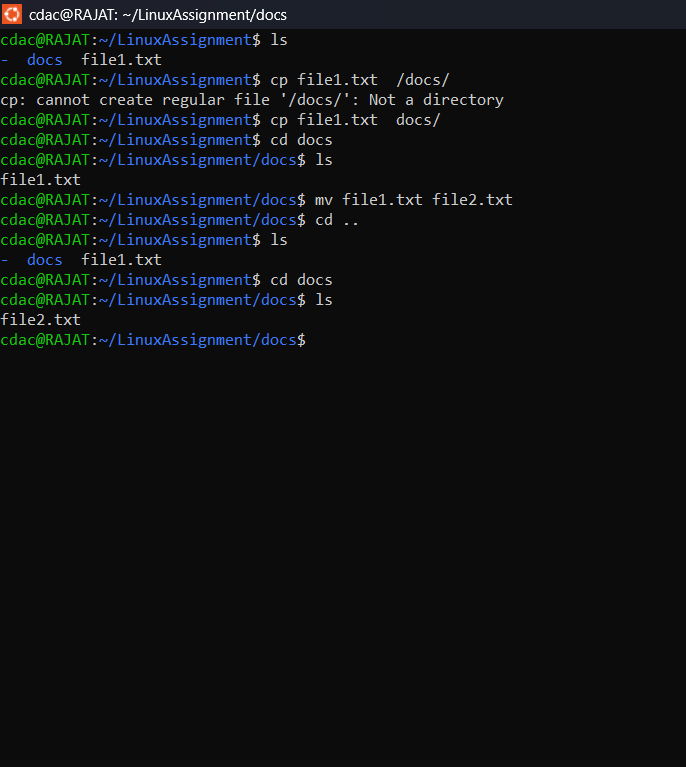 cdac@RAJAT: ~/LinuxAssignment/docs
cdac@RAJAT:~/LinuxAssignment$ ls
-  docs  file1.txt
cdac@RAJAT:~/LinuxAssignment$ cp file1.txt  /docs/
cp: cannot create regular file '/docs/': Not a directory
cdac@RAJAT:~/LinuxAssignment$ cp file1.txt  docs/
cdac@RAJAT:~/LinuxAssignment$ cd docs
cdac@RAJAT:~/LinuxAssignment/docs$ ls
file1.txt
cdac@RAJAT:~/LinuxAssignment/docs$ mv file1.txt file2.txt
cdac@RAJAT:~/LinuxAssignment/docs$ cd ..
cdac@RAJAT:~/LinuxAssignment$ ls
-  docs  file1.txt
cdac@RAJAT:~/LinuxAssignment$ cd docs
cdac@RAJAT:~/LinuxAssignment/docs$ ls
file2.txt
cdac@RAJAT:~/LinuxAssignment/docs$